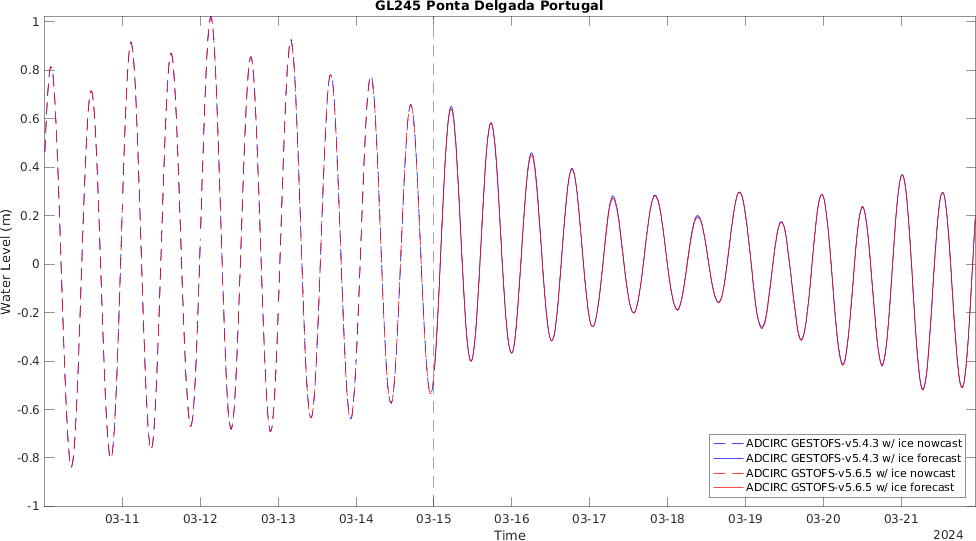 GL245 Ponta Delgada Portugal
1
0.8
0.6
0.4
0.2
0
-0.2
-0.4
-0.6
-0.8
-1
Water Level (m)
03-11 03-12 03-13 03-14 03-15 03-16 03-17 03-18 03-19 03-20 03-21
Time
2024
ADCIRC GESTOFS-v5.4.3 w/ ice nowcast
ADCIRC GESTOFS-v5.4.3 w/ ice forecast
ADCIRC GSTOFS-v5.6.5 w/ ice nowcast
ADCIRC GSTOFS-v5.6.5 w/ ice forecast